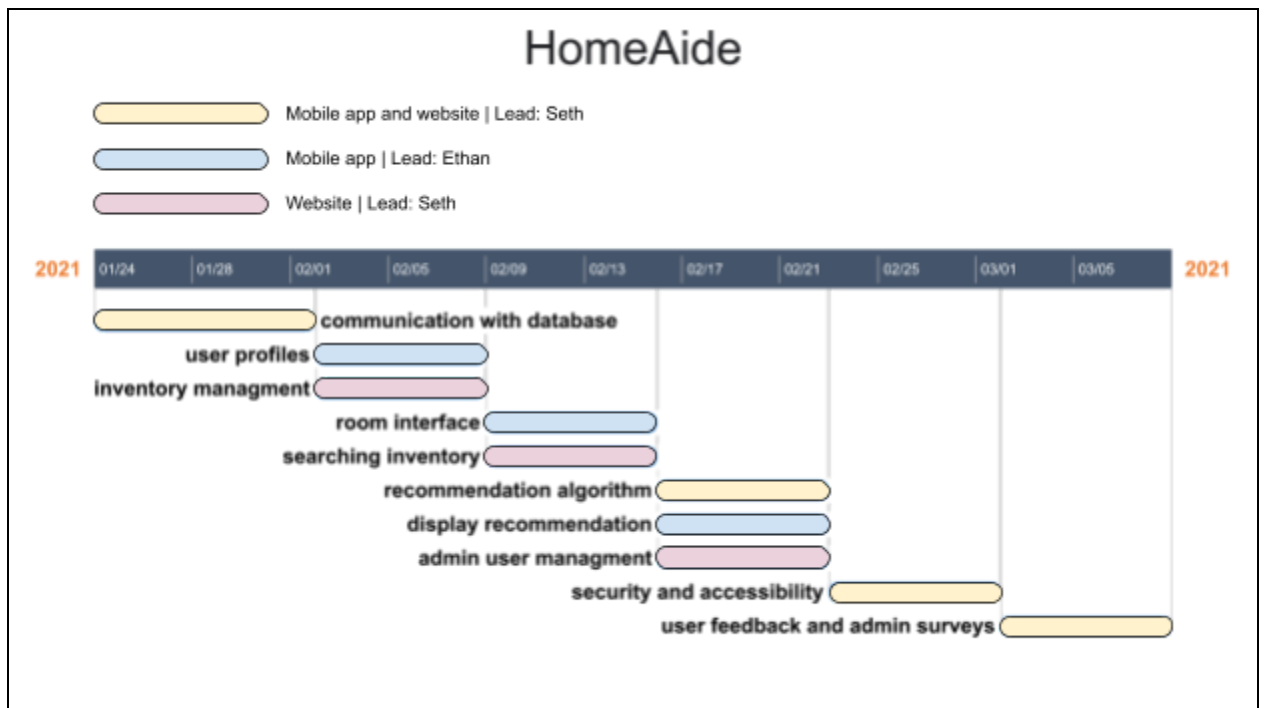 HomeAide
Mobile app and website | Lead: Seth
Mobile app | Lead: Ethan
Website | Lead: Seth
2021 01/24 01/28 02/01 02/05 02/09 02/13 02/17 02/21 02/25 03/01 03/05 2021
communication with database
user profiles
inventory managment
room interface
searching inventory
recommendation algorithm
display recommendation
admin user managment
security and accessibility
user feedback and admin surveys